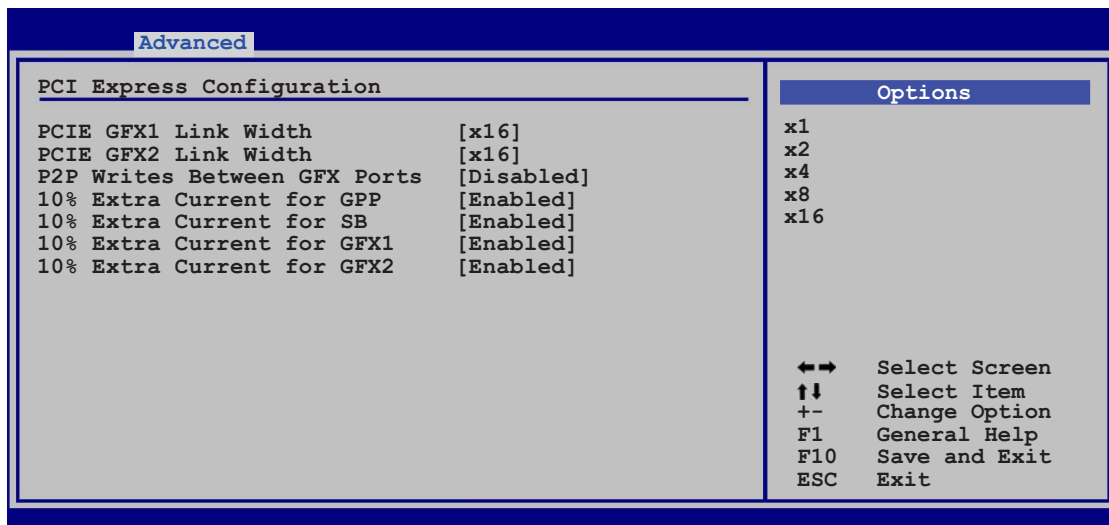 Advanced
PCI Express Configuration
PCIE GFX1 Link Width [x16]
PCIE GFX2 Link Width [x16]
P2P Writes Between GFX Ports [Disabled]
10% Extra Current for GPP [Enabled]
10% Extra Current for SB [Enabled]
10% Extra Current for GFX1 [Enabled]
10% Extra Current for GFX2 [Enabled]
Options
x1
x2
x4
x8
x16
←→ Select Screen
↑↓ Select Item
+- Change Option
F1 General Help
F10 Save and Exit
ESC Exit